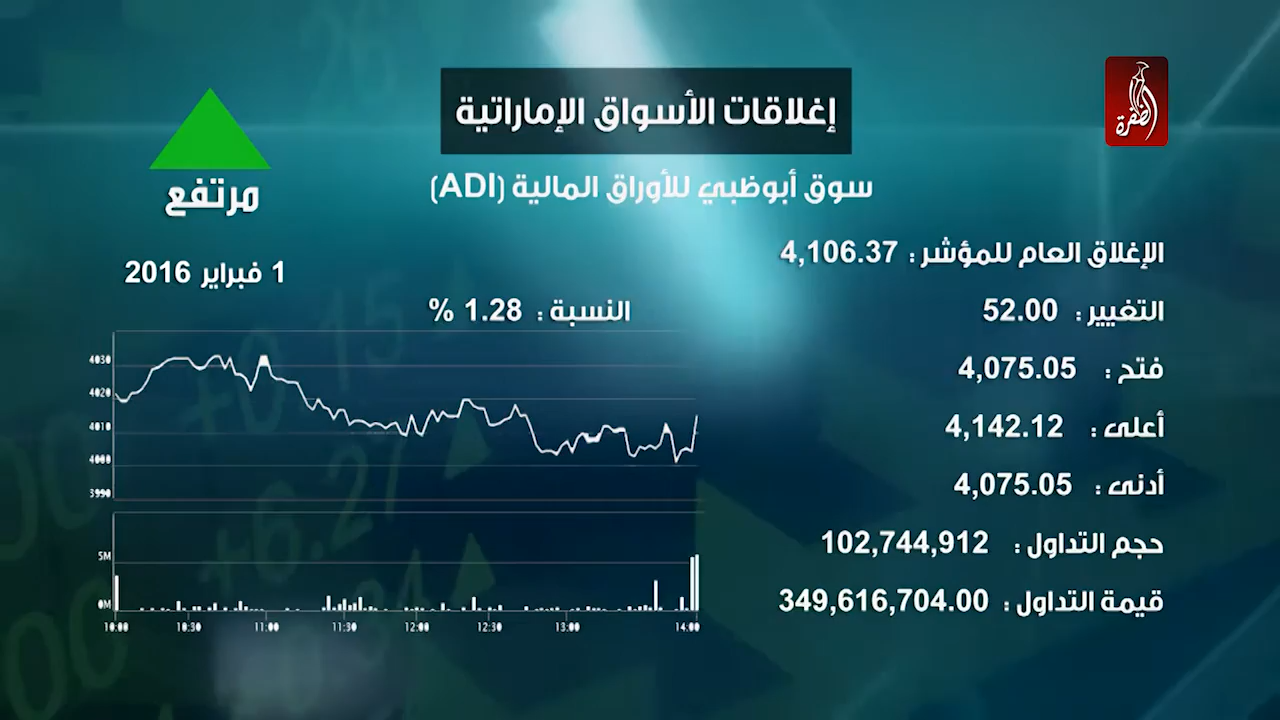 إغلاقات الأسواق الإماراتية
الظفرة
سوق أبوظبي للأوراق المالية (ADI)
مرتفع
1 فبراير 2016
الإغلاق العام للمؤشر : 4,106.37
التغيير : 52.00
النسبة : 1.28 %
فتح : 4,075.05
أعلى : 4,142.12
أدنى : 4,075.05
حجم التداول : 102,744,912
قيمة التداول : 349,616,704.00
4030
4020
4010
4000
3990
5M
0M
10:00 10:30 11:00 11:30 12:00 12:30 13:00 14:00